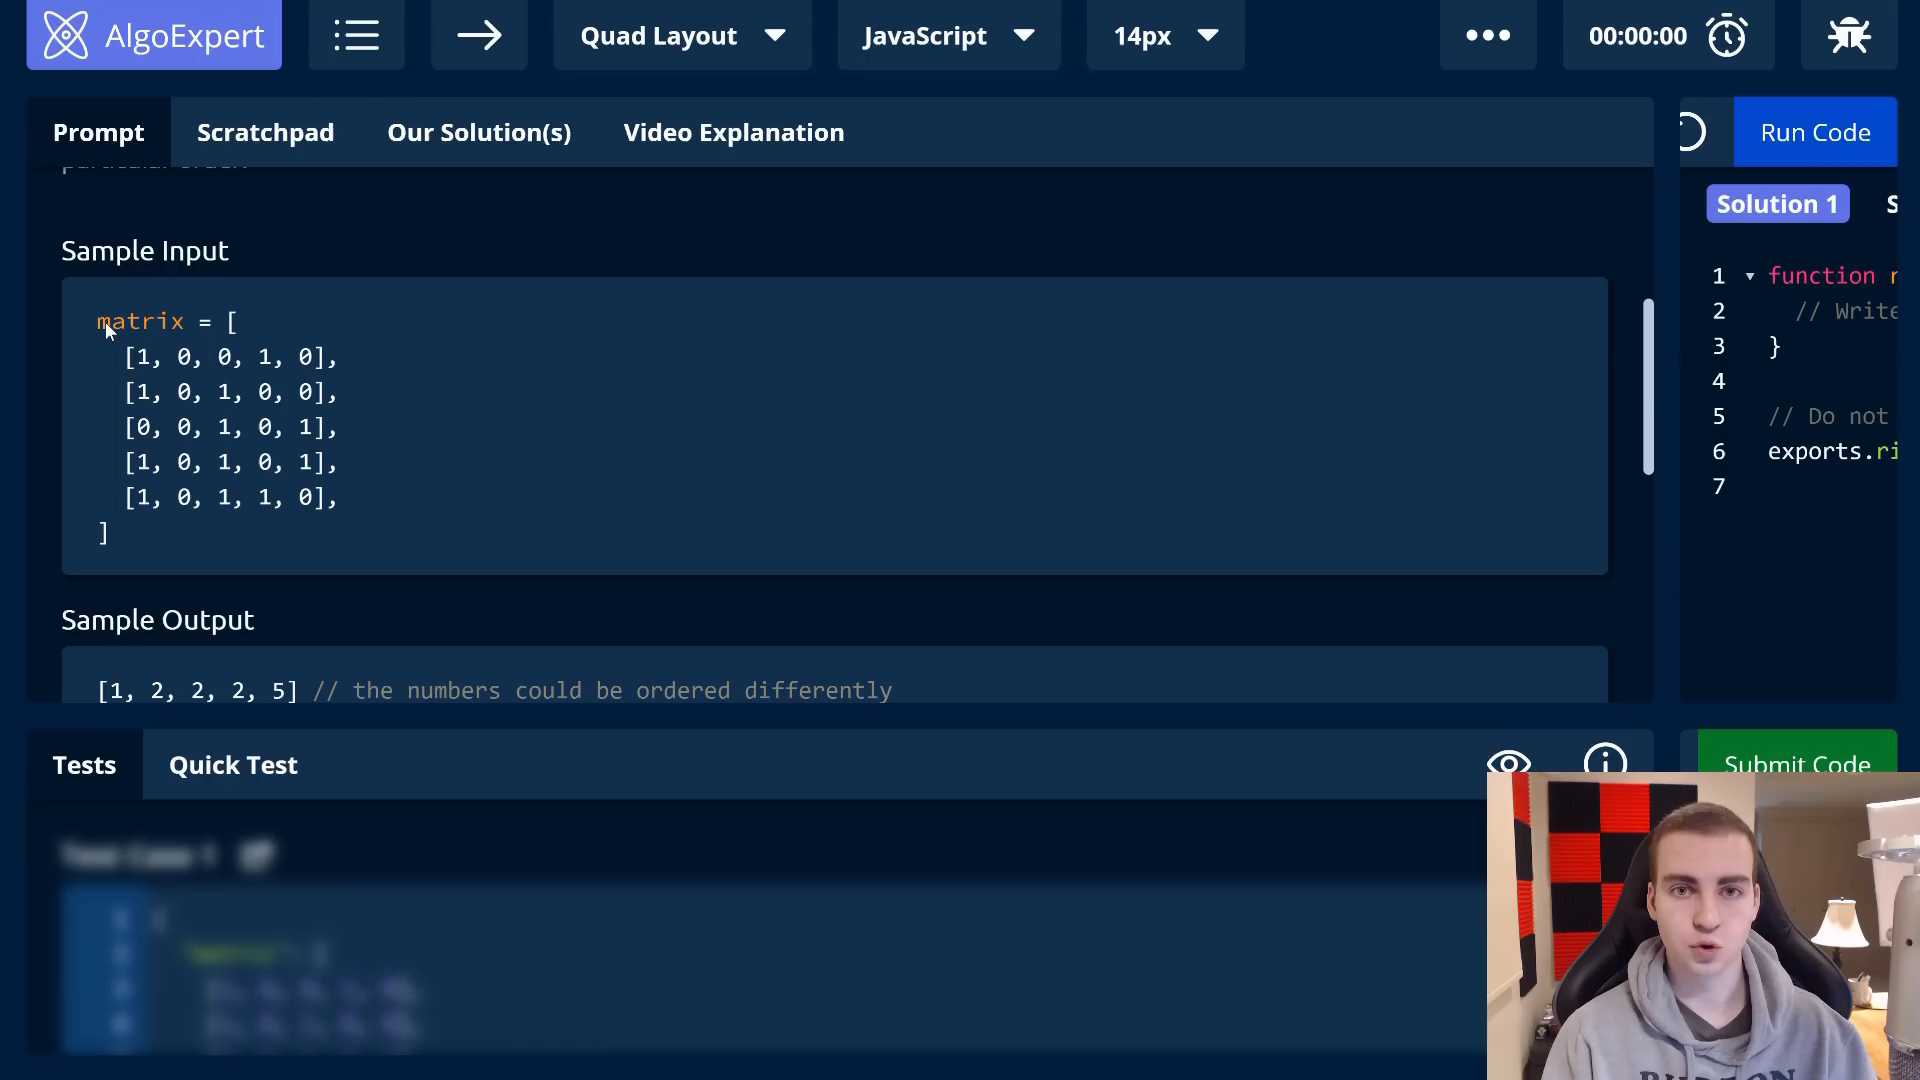 AlgoExpert
Quad Layout
JavaScript
14px
00:00:00
Prompt
Scratchpad
Our Solution(s)
Video Explanation
Run Code
Sample Input
matrix = [
[1, 0, 0, 1, 0],
[1, 0, 1, 0, 0],
[0, 0, 1, 0, 1],
[1, 0, 1, 0, 1],
[1, 0, 1, 1, 0],
]
Sample Output
[1, 2, 2, 2, 5] // the numbers could be ordered differently
Solution 1
S
1 function r
2 // Write
3 }
4
5 // Do not
6 exports.ri
7
Tests
Quick Test
Submit Code
Test Case 1